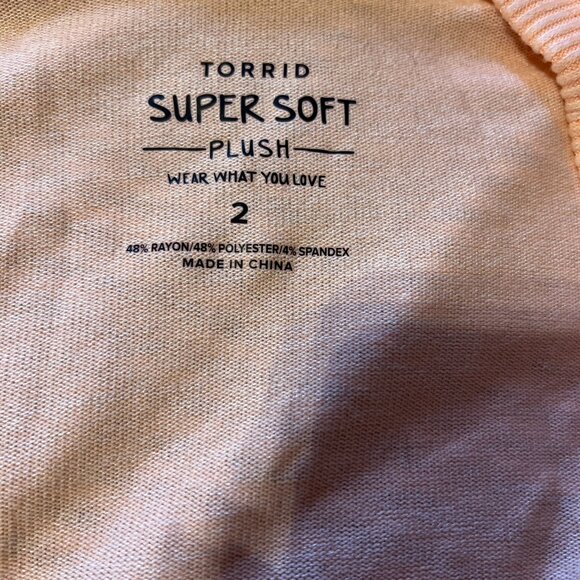 TORRID
SUPER SOFT
PLUSH
WEAR WHAT YOU LOVE
2
48% RAYON/48% POLYESTER/4% SPANDEX
MADE IN CHINA